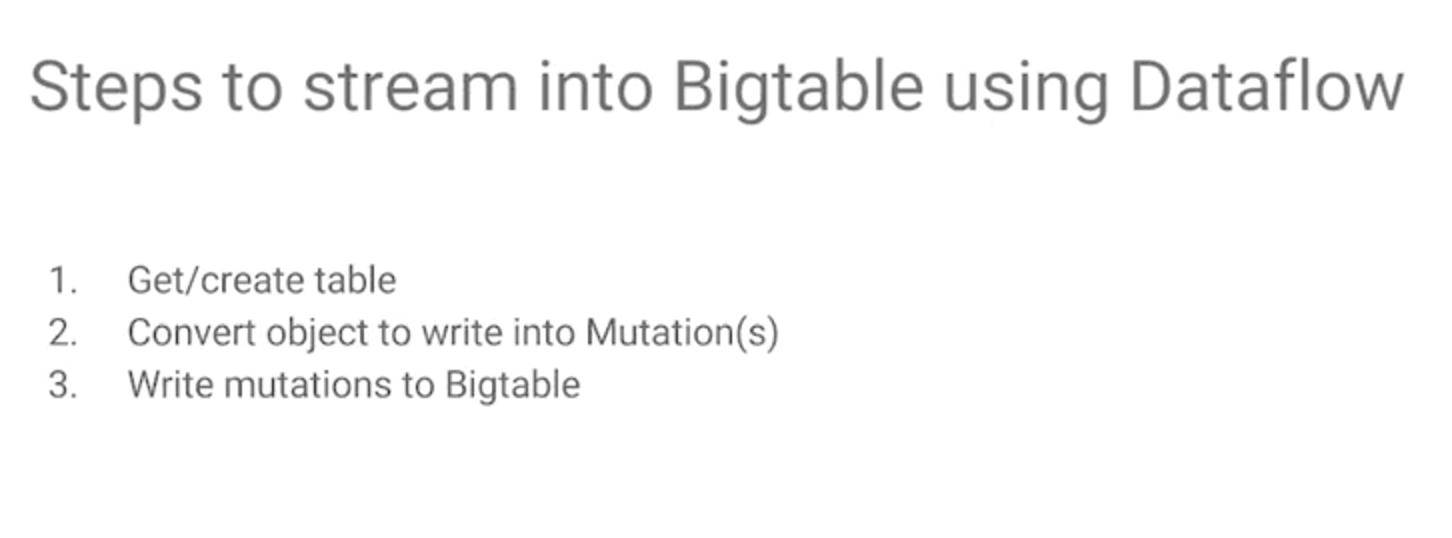 Steps to stream into Bigtable using Dataflow
1. Get/create table
2. Convert object to write into Mutation(s)
3. Write mutations to Bigtable